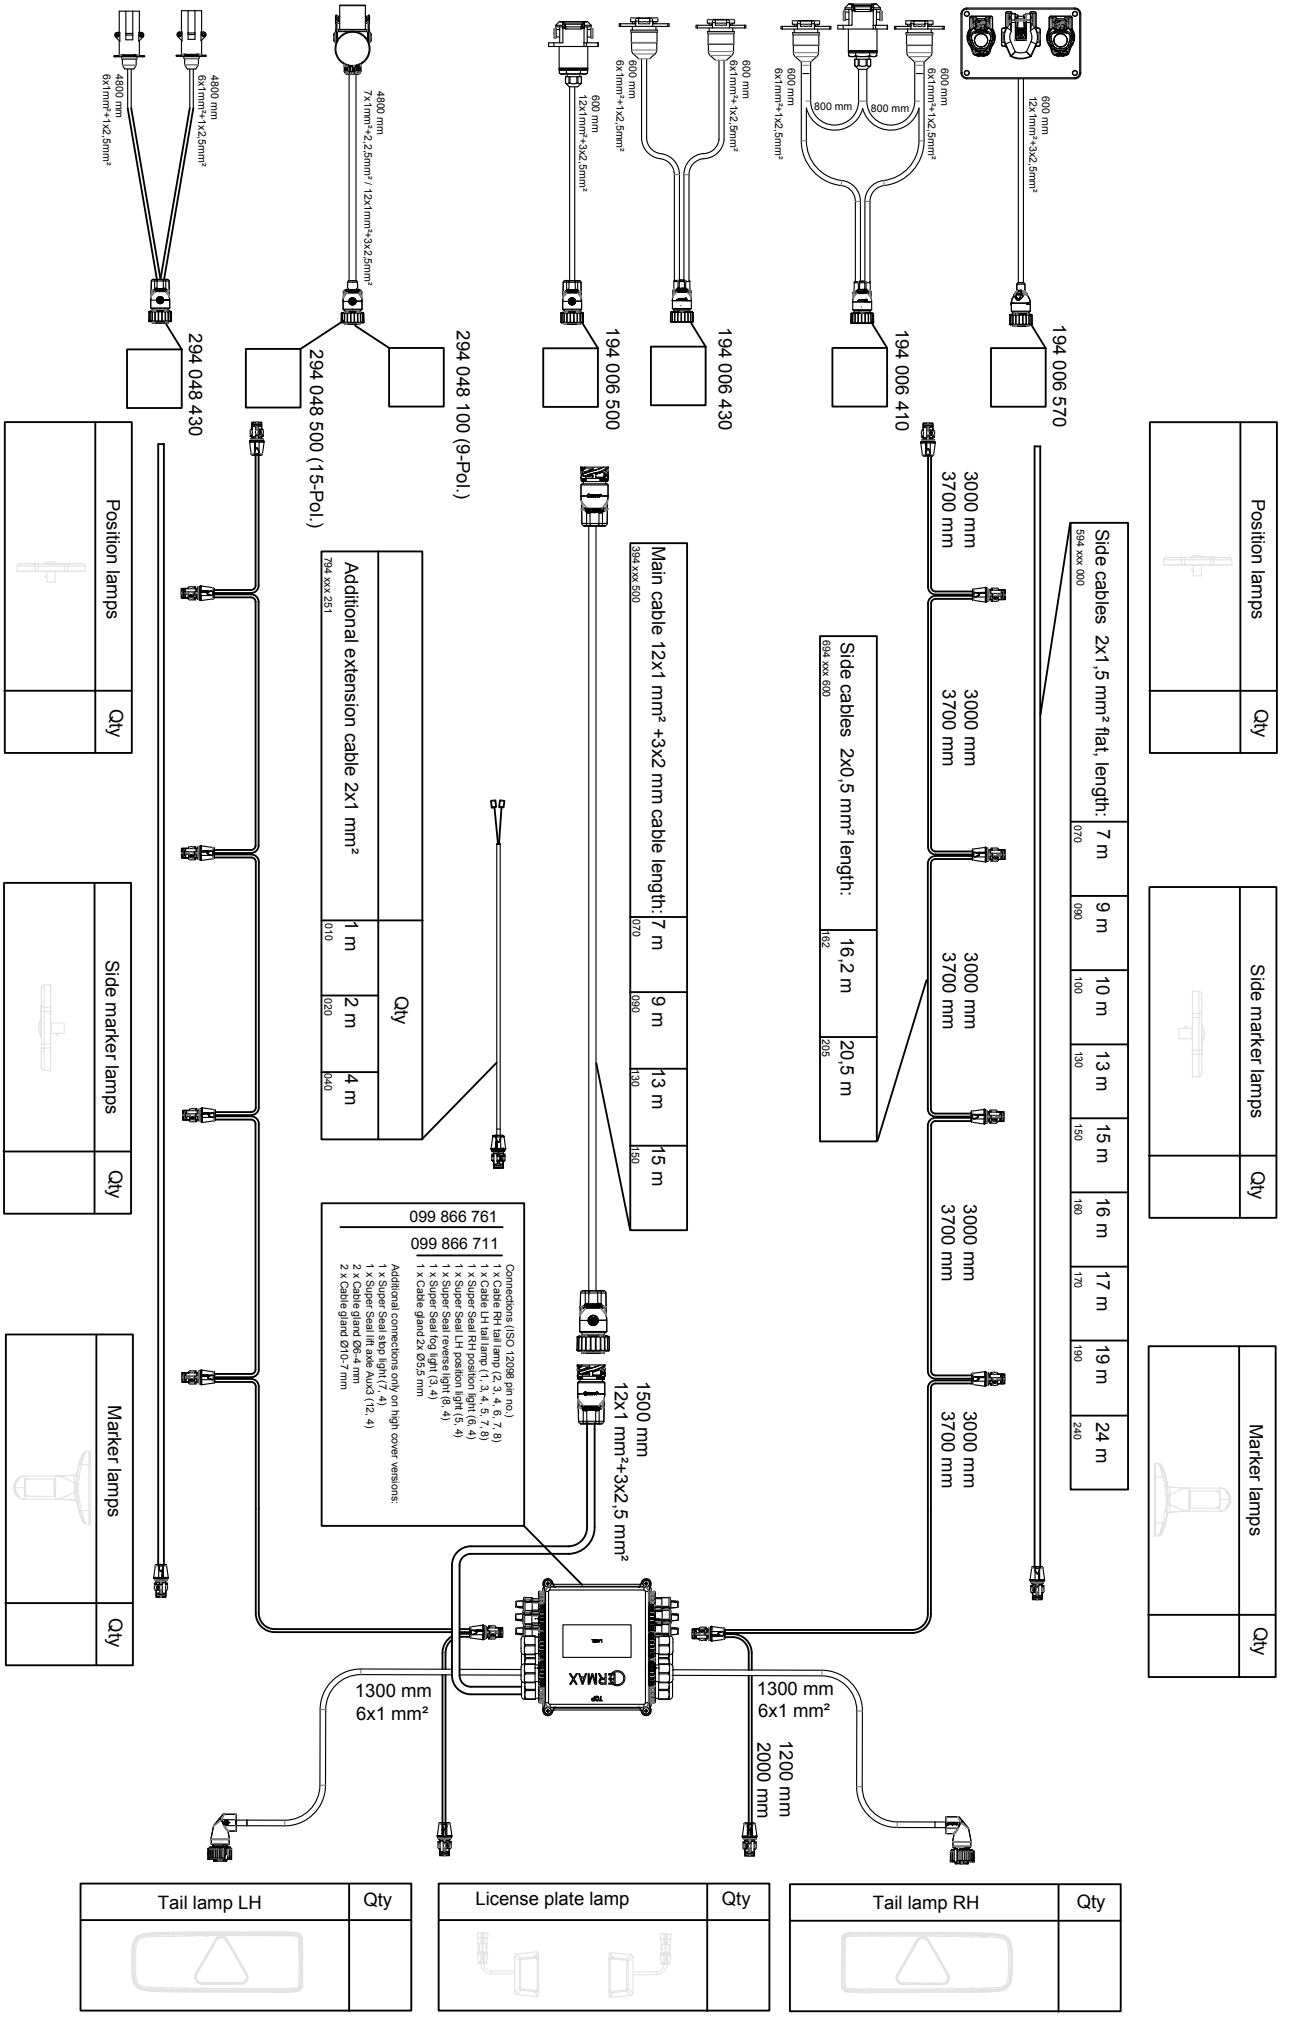 4800 mm
6x1mm²+1x2,5mm²
4800 mm
6x1mm²+1x2,5mm²
294 048 430
4800 mm
7x1mm²+2,2,5mm² / 12x1mm²+3x2,5mm²
294 048 500 (15-Pol.)
294 048 100 (9-Pol.)
600 mm
12x1mm²+3x2,5mm²
194 006 500
600 mm
6x1mm²+1x2,5mm²
600 mm
6x1mm²+1x2,5mm²
194 006 430
600 mm
6x1mm²+1x2,5mm²
800 mm
800 mm
600 mm
6x1mm²+1x2,5mm²
194 006 410
600 mm
12x1mm²+3x2,5mm²
194 006 570
Position lamps
Qty
Side marker lamps
Qty
Marker lamps
Qty
Side cables 2x1,5 mm² flat, length:
594 xxx 000
7 m
070
9 m
090
10 m
100
13 m
130
15 m
150
16 m
160
17 m
170
19 m
190
24 m
240
3000 mm
3700 mm
3000 mm
3700 mm
3000 mm
3700 mm
3000 mm
3700 mm
3000 mm
3700 mm
Side cables 2x0,5 mm² length:
694 xxx 600
16,2 m
162
20,5 m
205
Main cable 12x1 mm² +3x2 mm cable length:
394 xxx 500
7 m
070
9 m
090
13 m
130
15 m
150
Additional extension cable 2x1 mm²
794 xxx 251
Qty
1 m
010
2 m
020
4 m
040
099 866 761
099 866 711
Connections (ISO 12098 pin no.)
1 x Cable RH tail lamp (2, 3, 4, 6, 7, 8)
1 x Cable LH tail lamp (1, 3, 4, 5, 7, 8)
1 x Super Seal RH position light (6, 4)
1 x Super Seal LH position light (5, 4)
1 x Super Seal reverse light (8, 4)
1 x Super Seal fog light (3, 4)
1 x Cable gland 2x Ø5,5 mm
Additional connections only on high cover versions:
1 x Super Seal stop light (7, 4)
1 x Super Seal lift axle Aux3 (12, 4)
2 x Cable gland Ø6-4 mm
2 x Cable gland Ø10-7 mm
1500 mm
12x1 mm²+3x2,5 mm²
LABEL
ERMAX
TOP
1300 mm
6x1 mm²
1300 mm
6x1 mm²
1200 mm
2000 mm
Position lamps
Qty
Side marker lamps
Qty
Marker lamps
Qty
Tail lamp LH
Qty
License plate lamp
Qty
Tail lamp RH
Qty